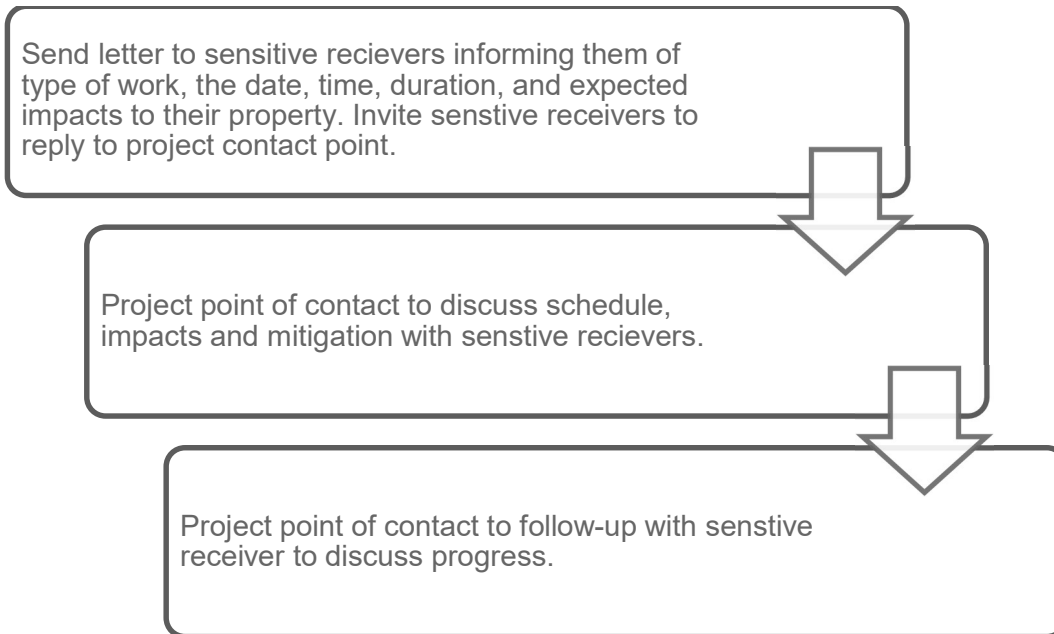 Send letter to sensitive recievers informing them of
type of work, the date, time, duration, and expected
impacts to their property. Invite senstive receivers to
reply to project contact point.
Project point of contact to discuss schedule,
impacts and mitigation with senstive recievers.
Project point of contact to follow-up with senstive
receiver to discuss progress.